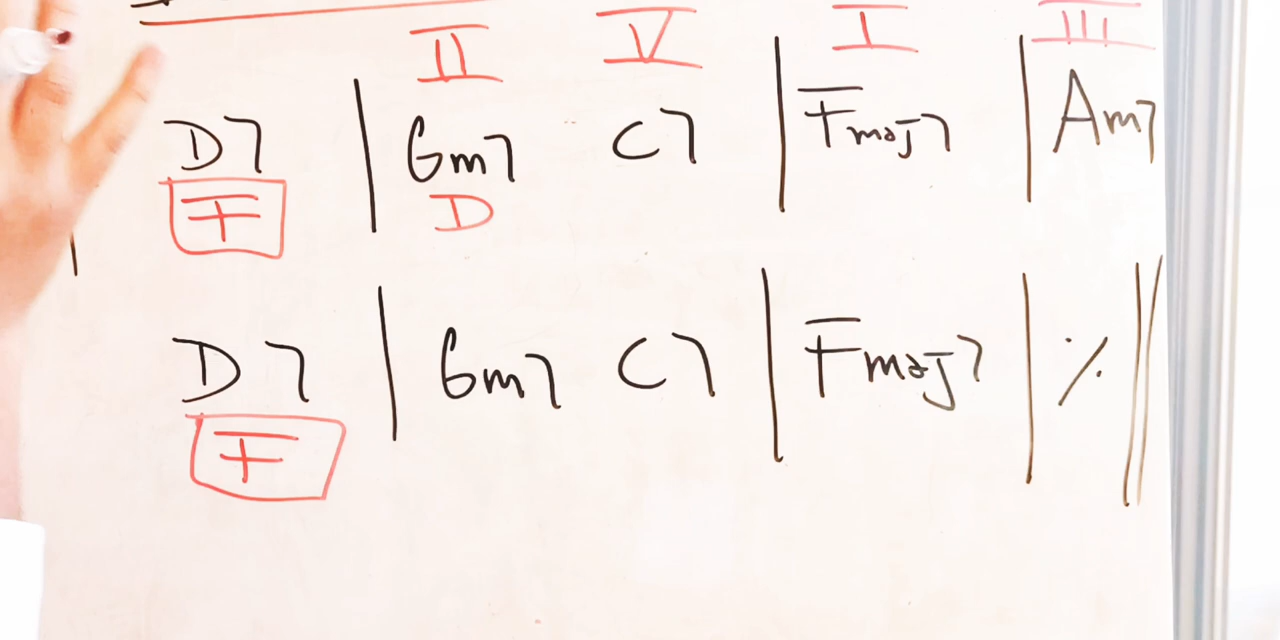 II V I III
D7 | Gm7 C7 | Fmaj7 | Am7
F D
D7 | Gm7 C7 | Fmaj7 | ٪
F